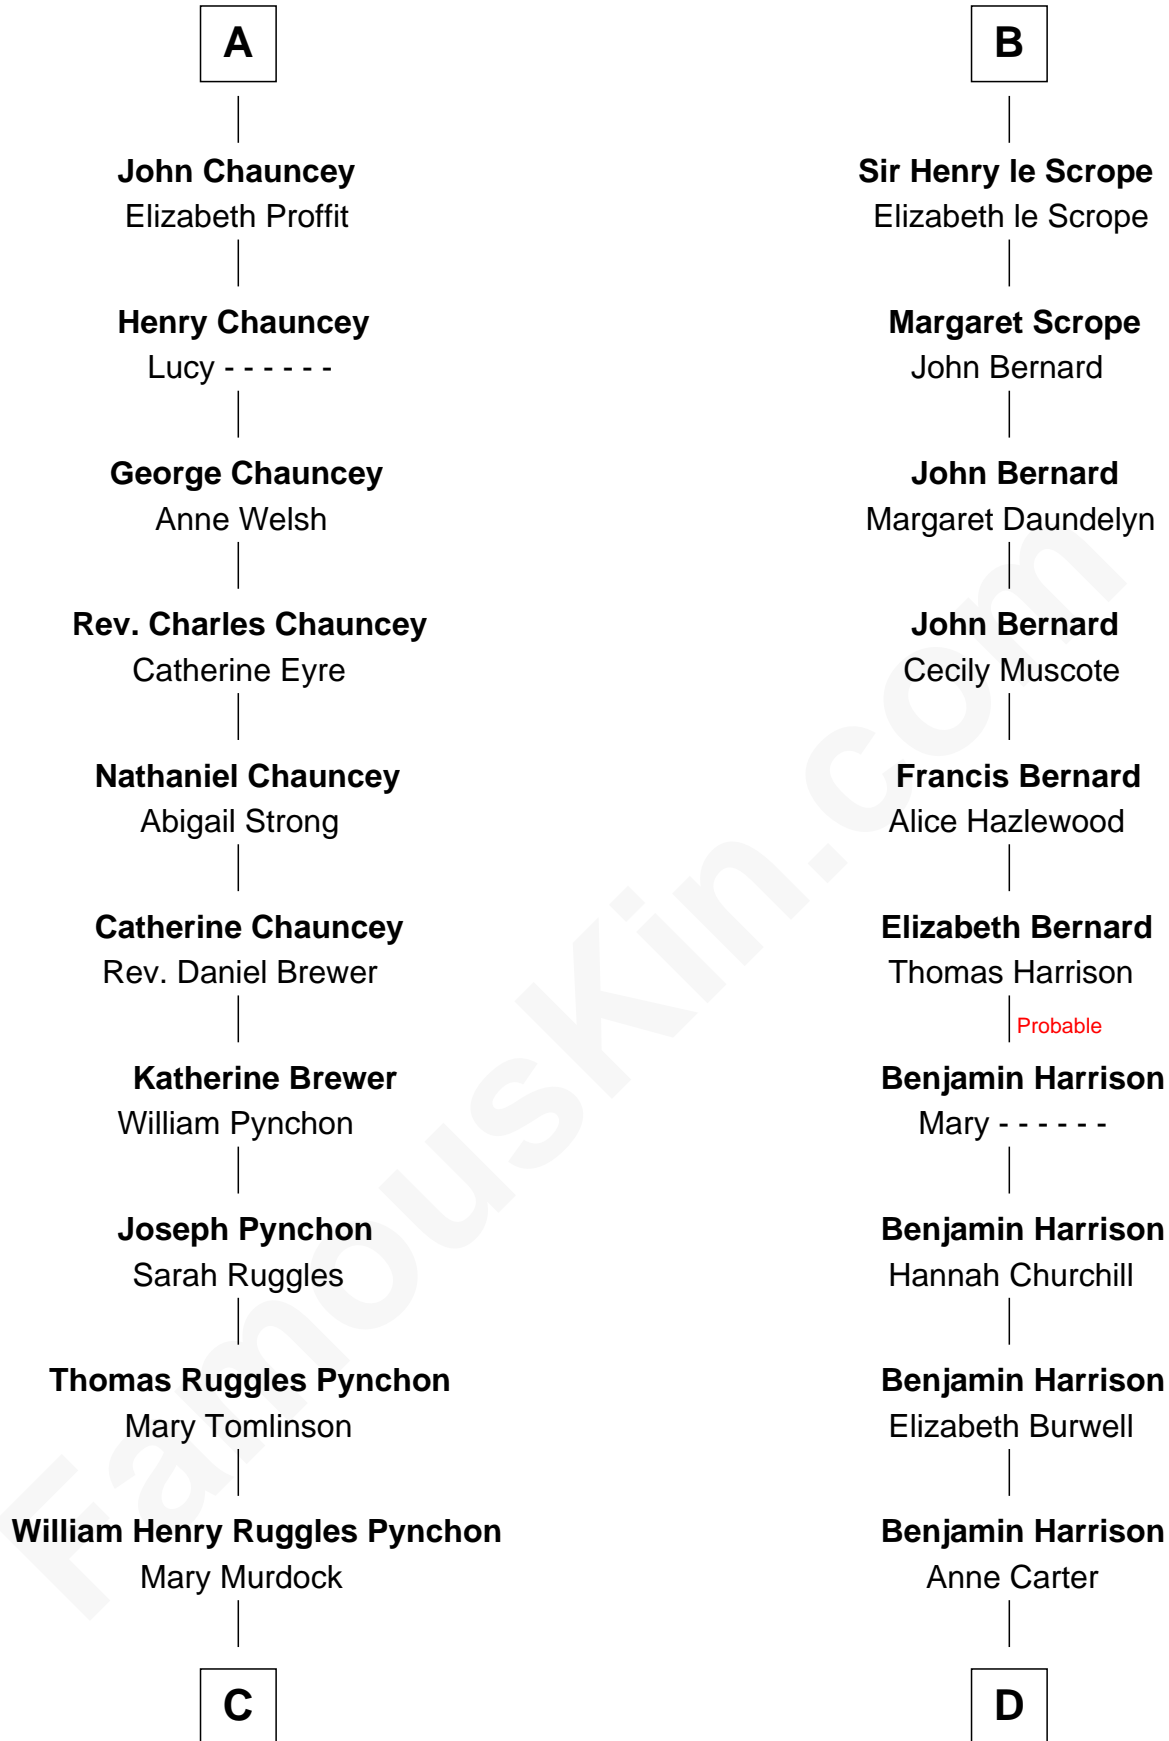 A
John Chauncey
Elizabeth Proffit
Henry Chauncey
Lucy - - - - - -
George Chauncey
Anne Welsh
Rev. Charles Chauncey
Catherine Eyre
Nathaniel Chauncey
Abigail Strong
Catherine Chauncey
Rev. Daniel Brewer
Katherine Brewer
William Pynchon
Joseph Pynchon
Sarah Ruggles
Thomas Ruggles Pynchon
Mary Tomlinson
William Henry Ruggles Pynchon
Mary Murdock
C
B
Sir Henry le Scrope
Elizabeth le Scrope
Margaret Scrope
John Bernard
John Bernard
Margaret Daundelyn
John Bernard
Cecily Muscote
Francis Bernard
Alice Hazlewood
Elizabeth Bernard
Thomas Harrison
Probable
Benjamin Harrison
Mary - - - - - -
Benjamin Harrison
Hannah Churchill
Benjamin Harrison
Elizabeth Burwell
Benjamin Harrison
Anne Carter
D
FamousKin.com